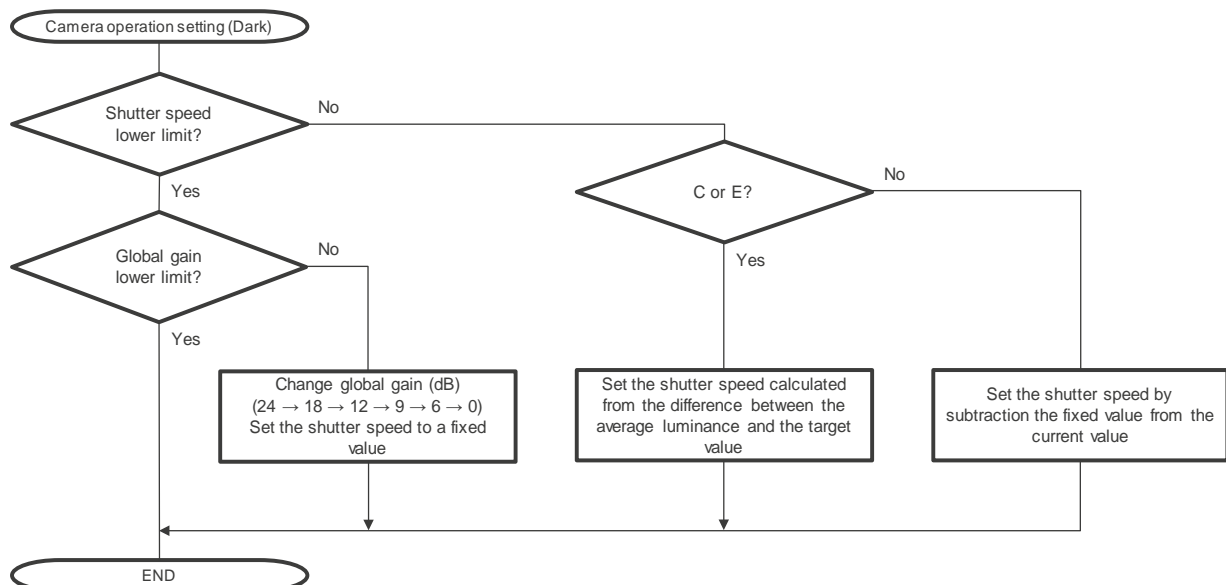 Camera operation setting (Dark)
Shutter speed
lower limit?
No
Yes
C or E?
No
Yes
Global gain
lower limit?
No
Yes
Change global gain (dB)
(24 → 18 → 12 → 9 → 6 → 0)
Set the shutter speed to a fixed
value
Set the shutter speed calculated
from the difference between the
average luminance and the target
value
Set the shutter speed by
subtraction the fixed value from the
current value
END